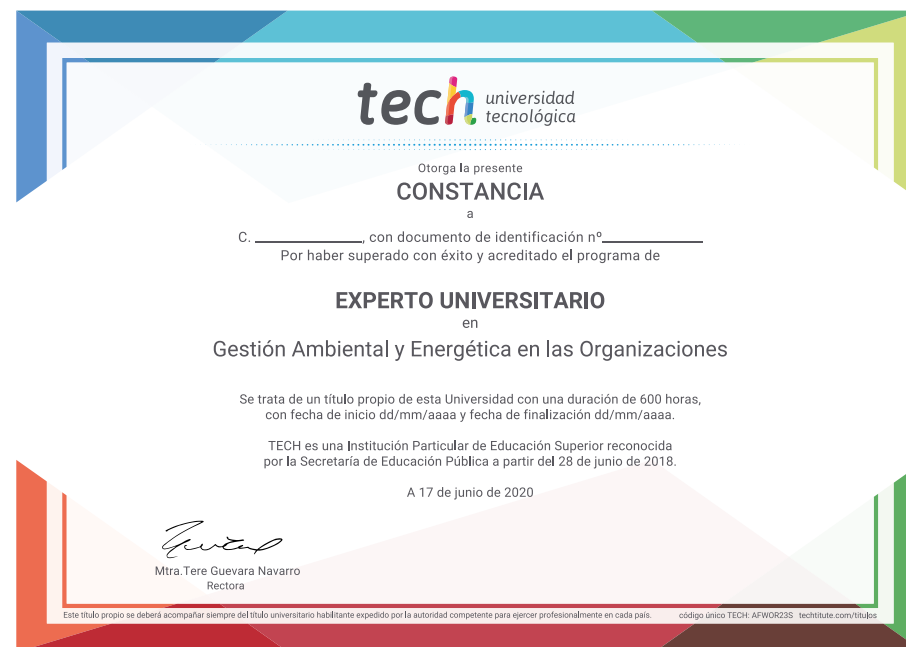 tech universidad
tecnológica
Otorga la presente
CONSTANCIA
a
C. ____________, con documento de identificación nº____________
Por haber superado con éxito y acreditado el programa de
EXPERTO UNIVERSITARIO
en
Gestión Ambiental y Energética en las Organizaciones
Se trata de un título propio de esta Universidad con una duración de 600 horas,
con fecha de inicio dd/mm/aaaa y fecha de finalización dd/mm/aaaa.
TECH es una Institución Particular de Educación Superior reconocida
por la Secretaría de Educación Pública a partir del 28 de junio de 2018.
A 17 de junio de 2020
Mtra.Tere Guevara Navarro
Rectora
Este título propio se deberá acompañar siempre del título universitario habilitante expedido por la autoridad competente para ejercer profesionalmente en cada país. código único TECH: AFWOR23S techtitute.com/titulos